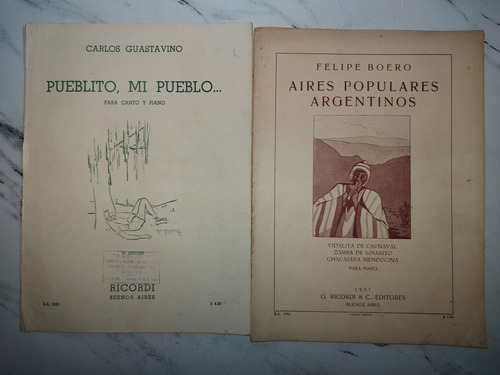 CARLOS GUASTAVINO
PUEBLITO, MI PUEBLO...
PARA CANTO Y PIANO
RICORDI
BUENOS AIRES
FELIPE BOERO
AIRES POPULARES
ARGENTINOS
VIDALITA DE CARNAVAL
ZAMBA DE ROSARITO
CHACARERA MENDOCINA
PARA PIANO
G. RICORDI & C.-EDITORES
BUENOS AIRES